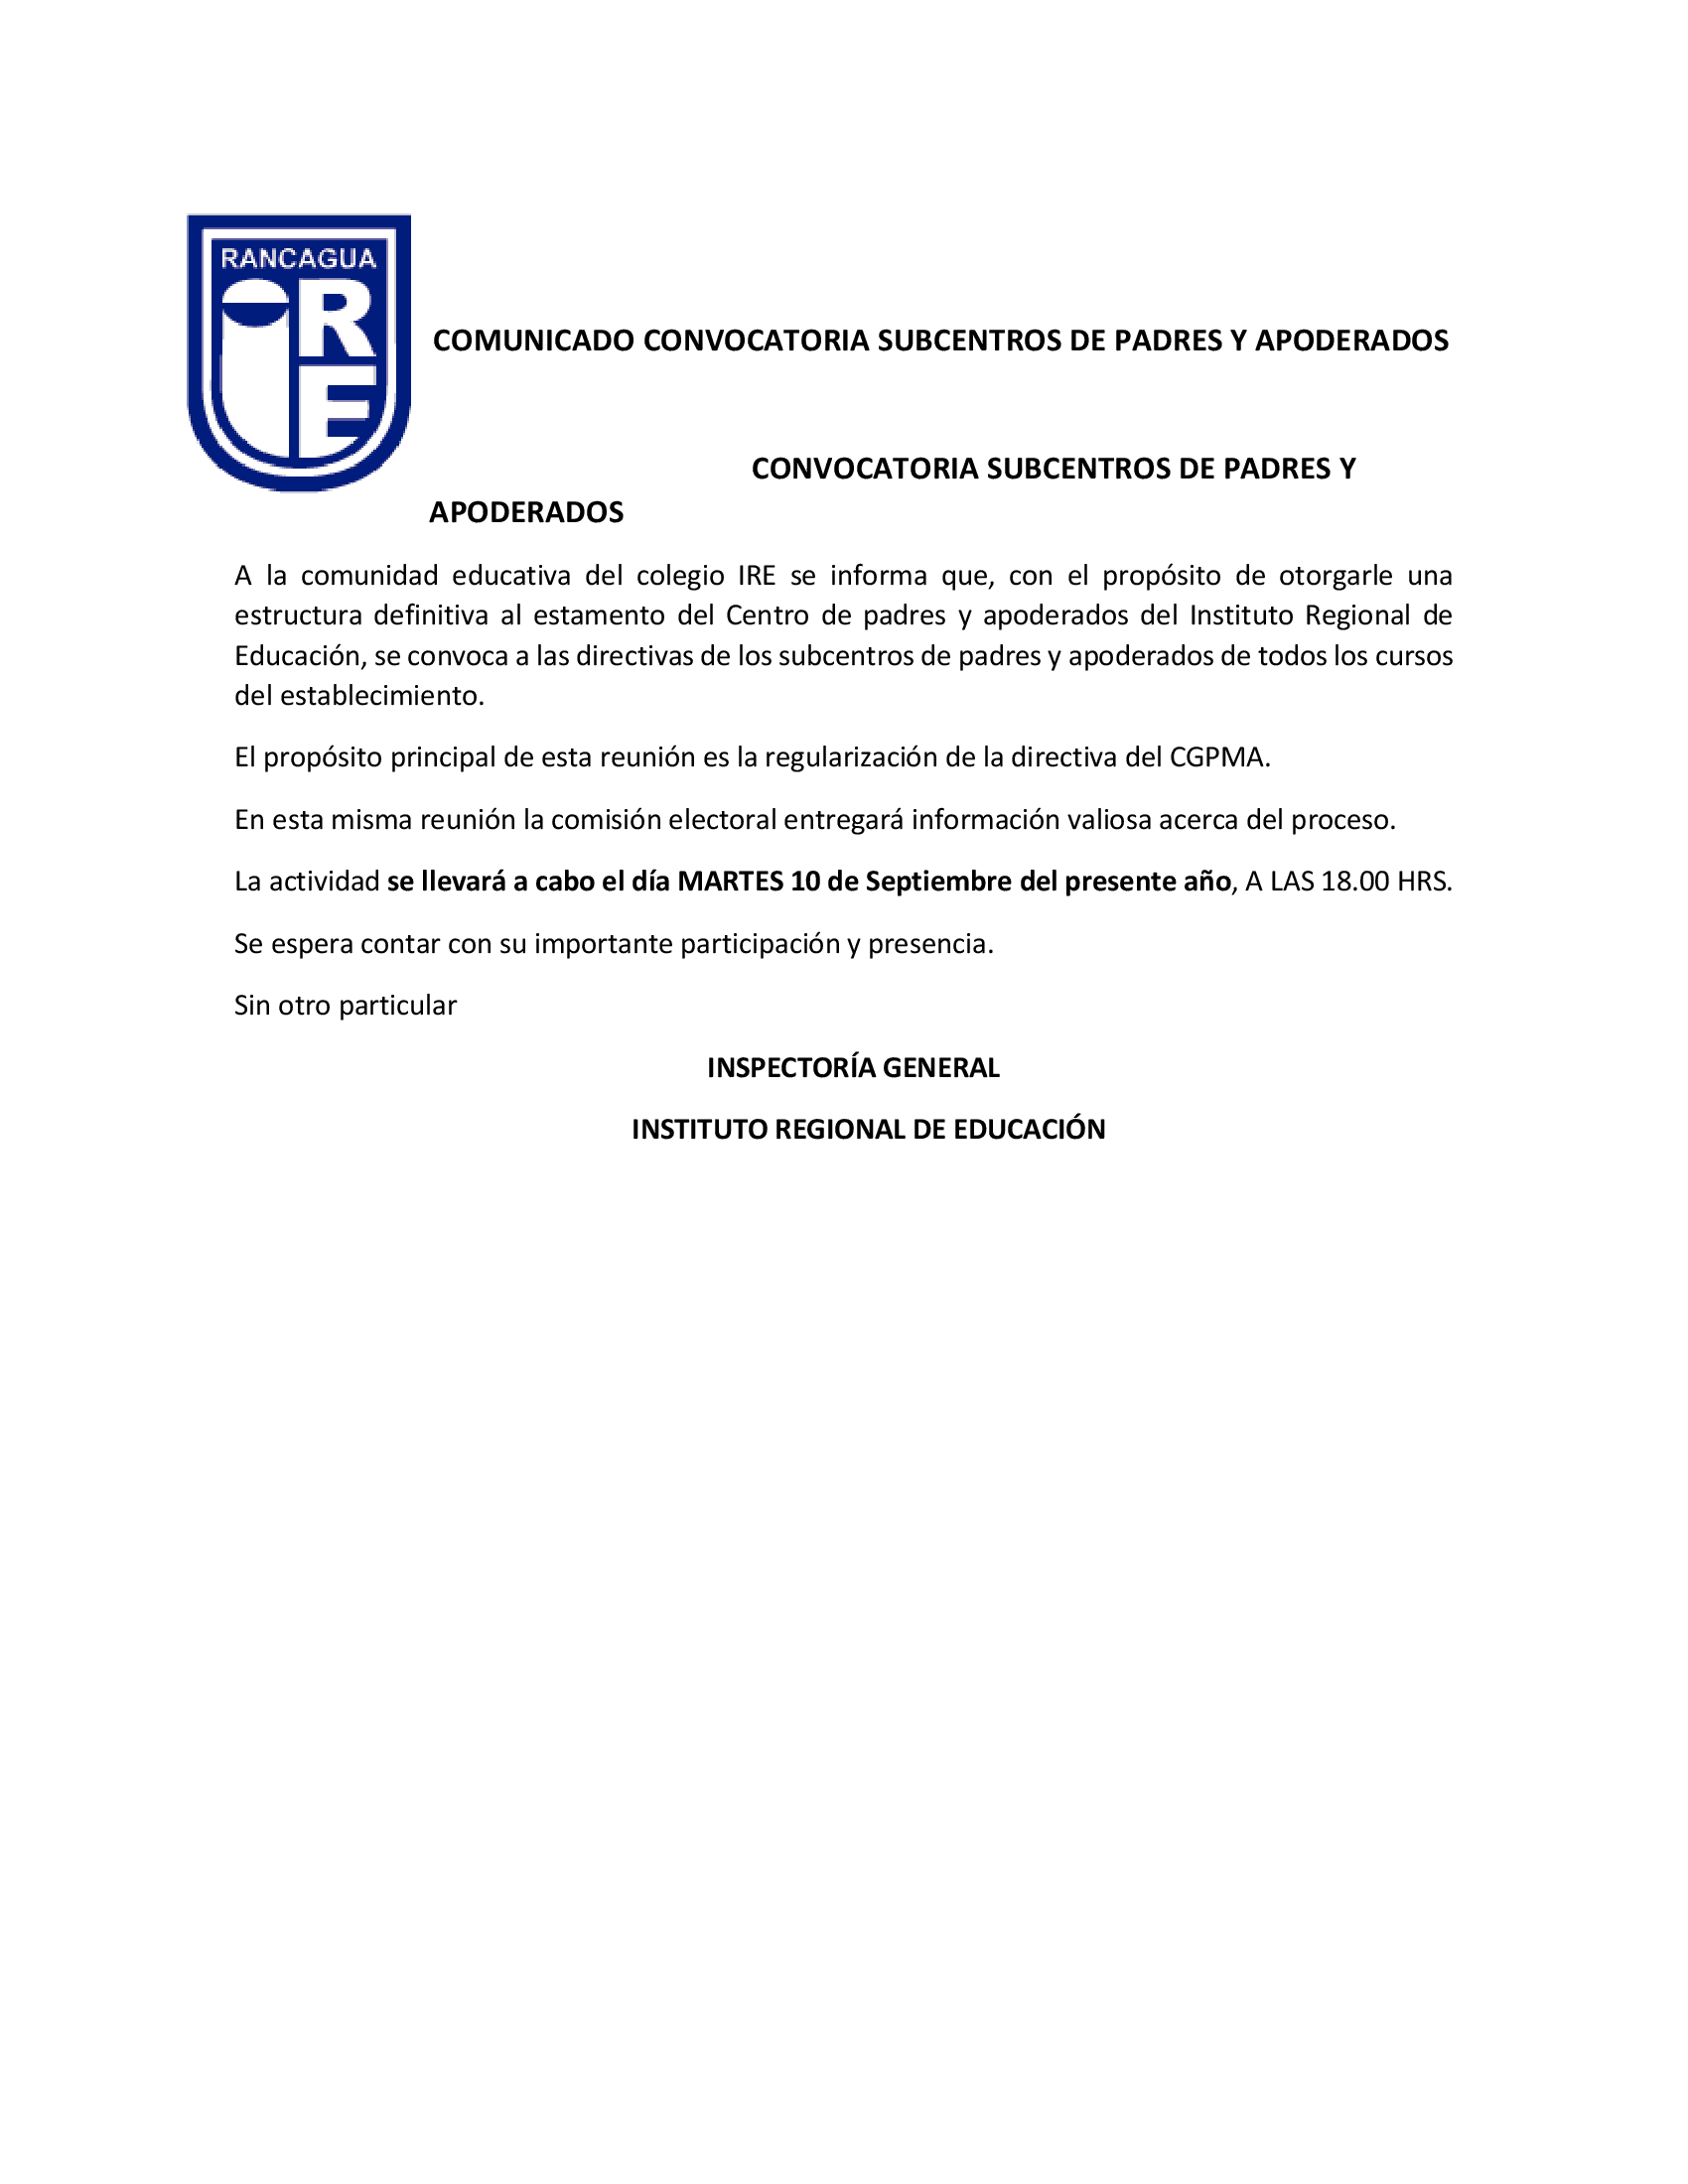 RANCAGUA
iRE
COMUNICADO CONVOCATORIA SUBCENTROS DE PADRES Y APODERADOS
CONVOCATORIA SUBCENTROS DE PADRES Y
APODERADOS
A la comunidad educativa del colegio IRE se informa que, con el propósito de otorgarle una
estructura definitiva al estamento del Centro de padres y apoderados del Instituto Regional de
Educación, se convoca a las directivas de los subcentros de padres y apoderados de todos los cursos
del establecimiento.
El propósito principal de esta reunión es la regularización de la directiva del CGPMA.
En esta misma reunión la comisión electoral entregará información valiosa acerca del proceso.
La actividad se llevará a cabo el día MARTES 10 de Septiembre del presente año, A LAS 18.00 HRS.
Se espera contar con su importante participación y presencia.
Sin otro particular
INSPECTORÍA GENERAL
INSTITUTO REGIONAL DE EDUCACIÓN